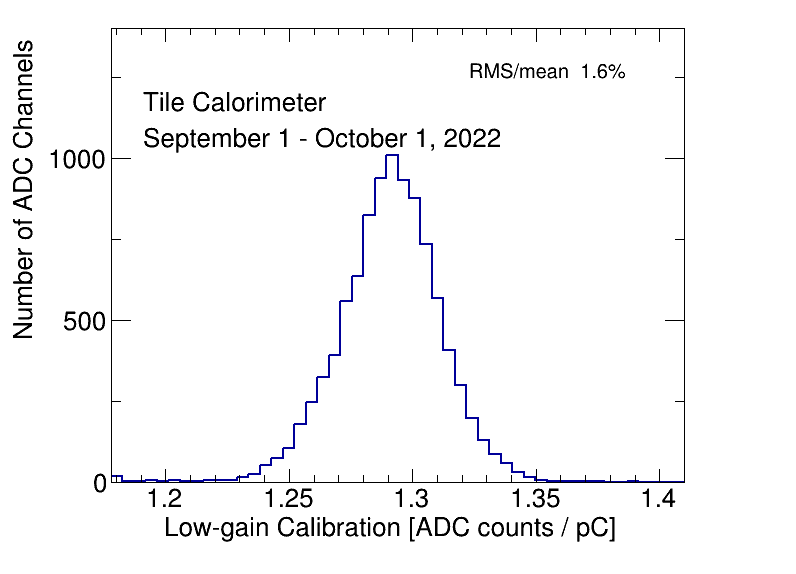 RMS/mean 1.6%
Tile Calorimeter
September 1 - October 1, 2022
Number of ADC Channels
1000
500
0
1.2 1.25 1.3 1.35 1.4
Low-gain Calibration [ADC counts / pC]